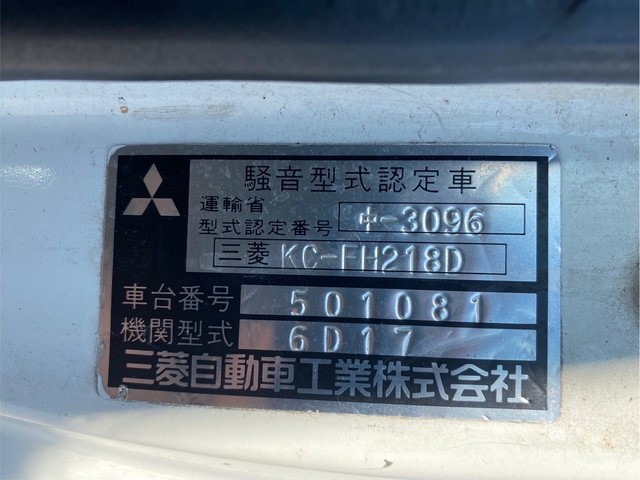 騒音型式認定車
運輸省
型式認定番号 中-3096
三菱 KC-FH218D
車台番号 501081
機関型式 6D17
三菱自動車工業株式会社